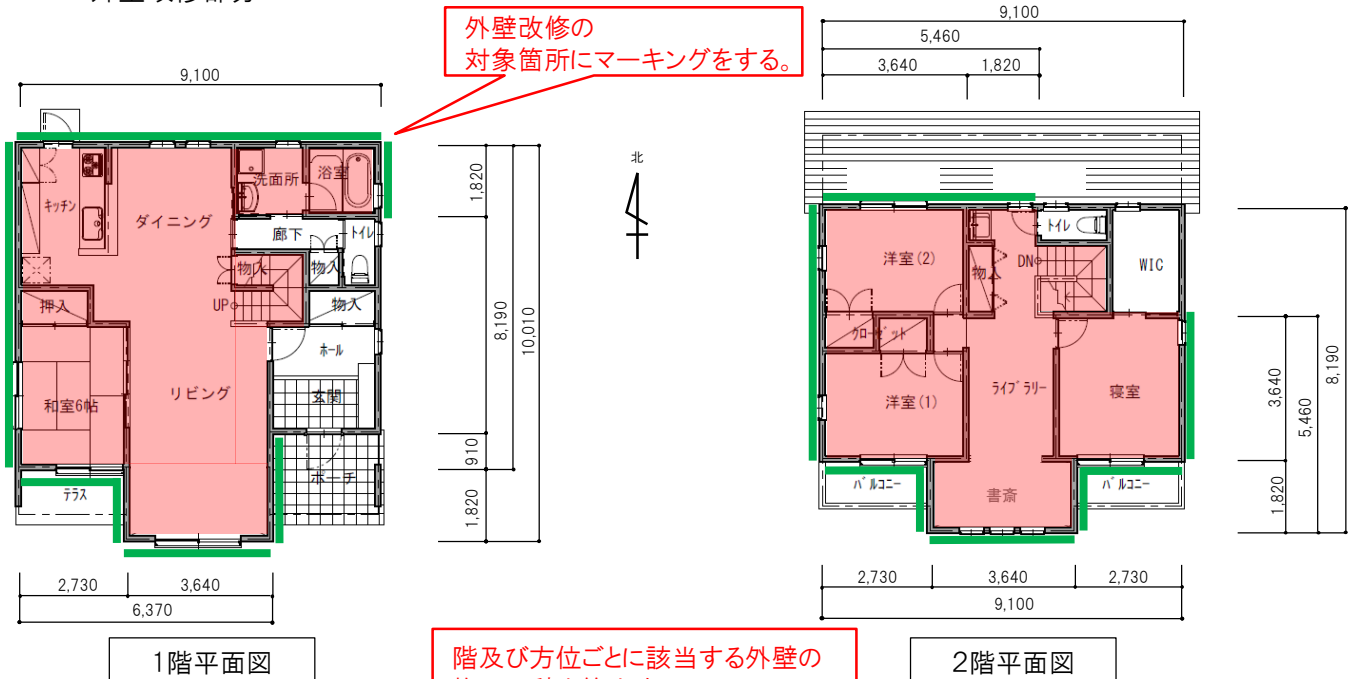 外壁改修の
対象箇所にマーキングをする。
9,100
キッチン
ダイニング
洗面所
浴室
廊下
トイレ
物入
物入
UP
物入
押入
ホール
リビング
和室6帖
玄関
テラス
ポーチ
1,820
8,190
10,010
910
1,820
2,730
3,640
6,370
1階平面図
北
9,100
5,460
3,640
1,820
洋室(2)
トイレ
DN
物入
WIC
クローゼット
ライブラリー
洋室(1)
寝室
バルコニー
書斎
バルコニー
3,640
5,460
8,190
1,820
2,730
3,640
2,730
9,100
2階平面図
階及び方位ごとに該当する外壁の